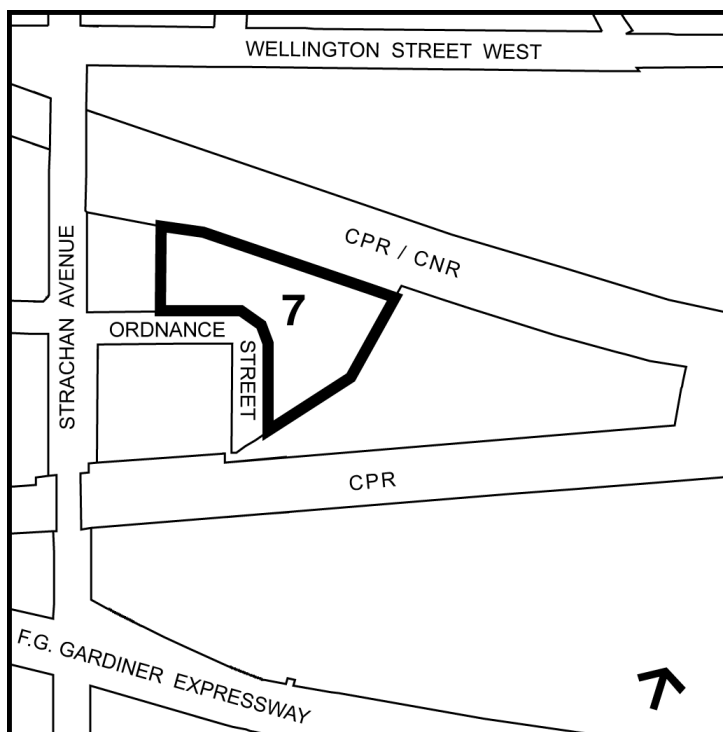 WELLINGTON STREET WEST
CPR / CNR
STRACHAN AVENUE
7
ORDNANCE
STREET
CPR
F.G. GARDINER EXPRESSWAY